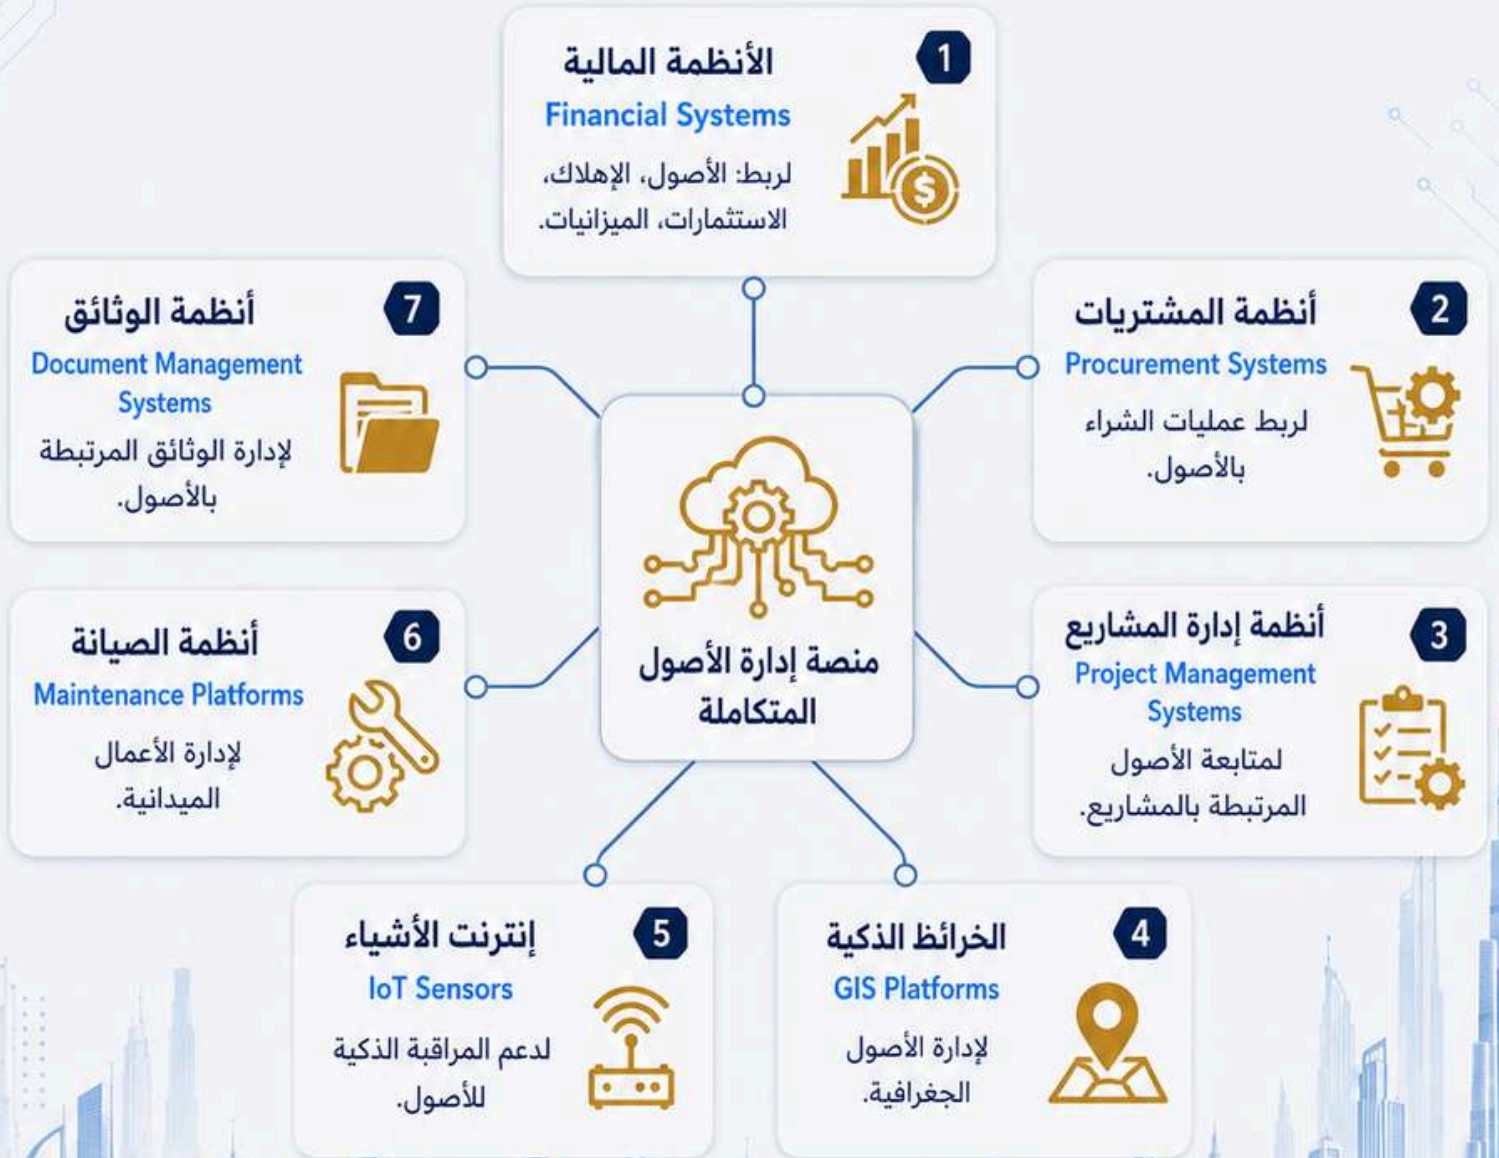 1
الأنظمة المالية
Financial Systems
لربط: الأصول، الإهلاك،
الاستثمارات، الميزانيات.
2
أنظمة المشتريات
Procurement Systems
لربط عمليات الشراء
بالأصول.
3
أنظمة إدارة المشاريع
Project Management
Systems
لمتابعة الأصول
المرتبطة بالمشاريع.
4
الخرائظ الذكية
GIS Platforms
لإدارة الأصول
الجغرافية.
5
إنترنت الأشياء
IoT Sensors
لدعم المراقبة الذكية
للأصول.
6
أنظمة الصيانة
Maintenance Platforms
لإدارة الأعمال
الميدانية.
7
أنظمة الوثائق
Document Management
Systems
لإدارة الوثائق المرتبطة
بالأصول.
منصة إدارة الأصول
المتكاملة
$